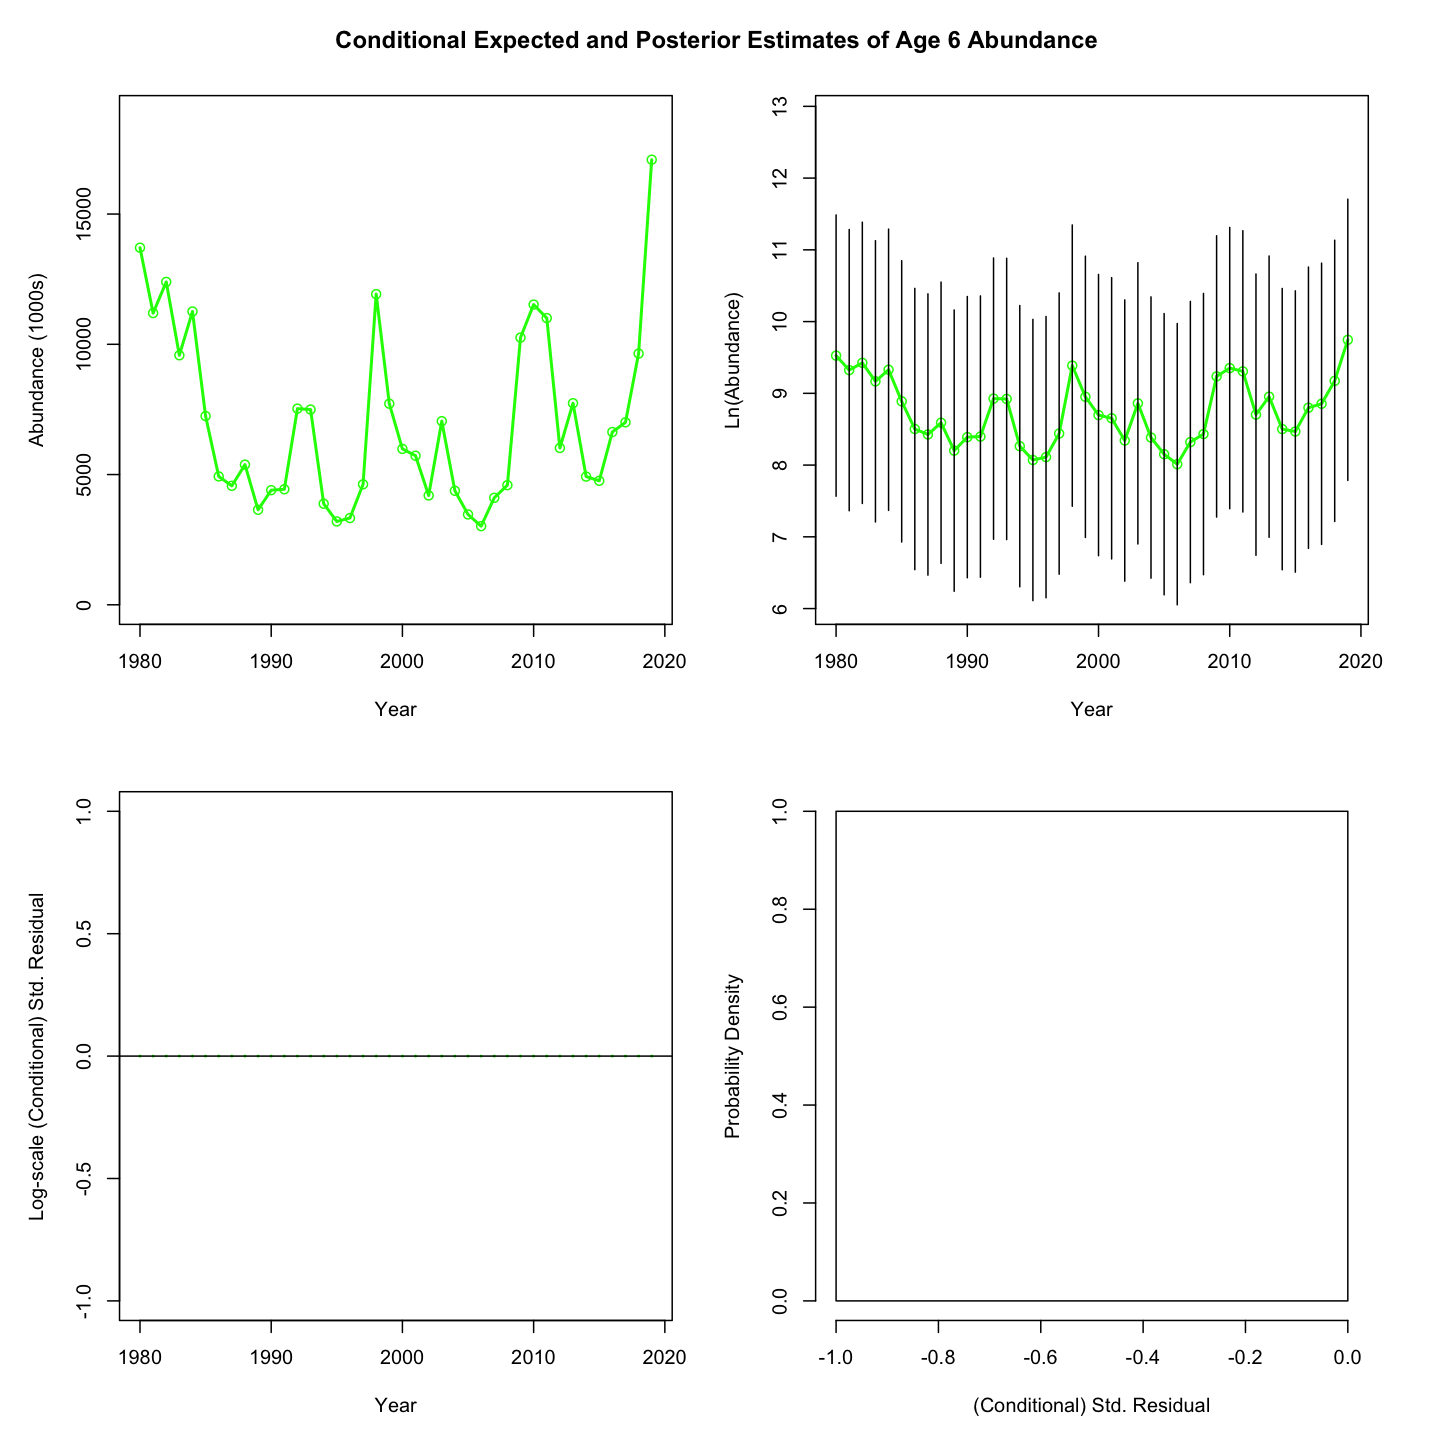 Conditional Expected and Posterior Estimates of Age 6 Abundance
Abundance (1000s)
15000
10000
5000
0
1980 1990 2000 2010 2020
Year
Ln(Abundance)
13
12
11
10
9
8
7
6
1980 1990 2000 2010 2020
Year
Log-scale (Conditional) Std. Residual
1.0
0.5
0.0
-0.5
-1.0
1980 1990 2000 2010 2020
Year
Probability Density
1.0
0.8
0.6
0.4
0.2
0.0
-1.0 -0.8 -0.6 -0.4 -0.2 0.0
(Conditional) Std. Residual